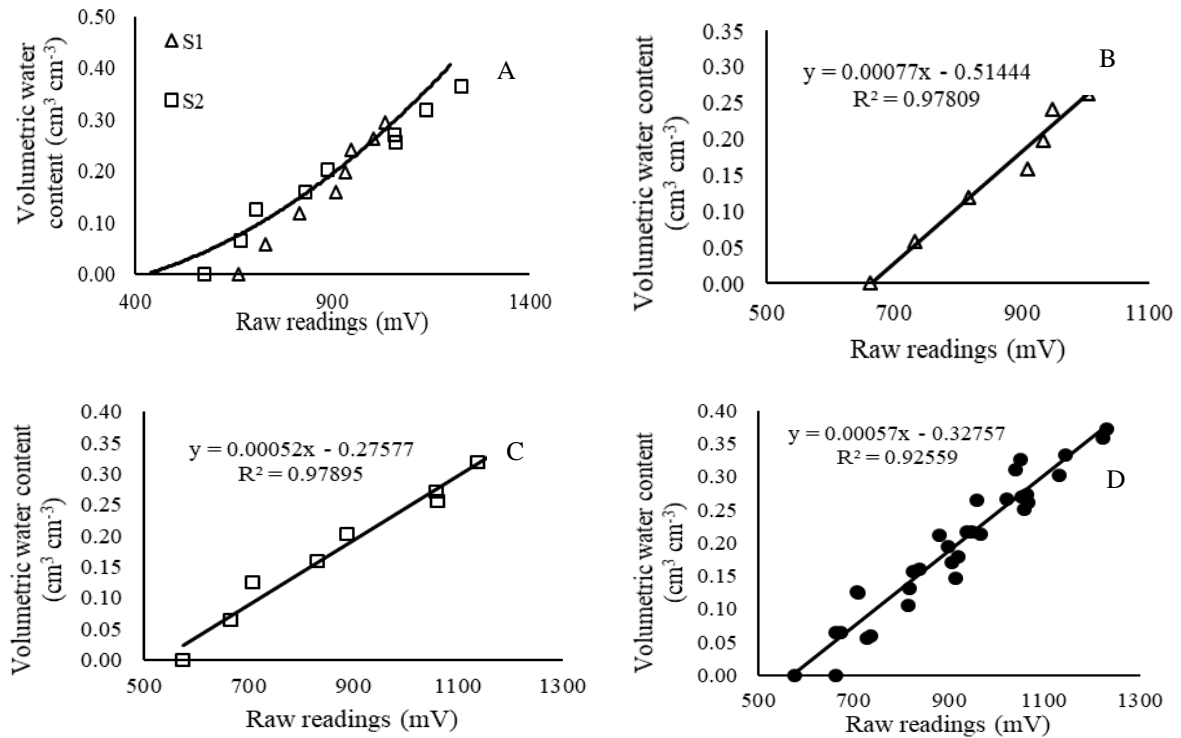 Volumetric water
content (cm³ cm⁻³)
0.50
0.40
0.30
0.20
0.10
0.00
S1
S2
A
400
900
1400
Raw readings (mV)
Volumetric water content
(cm³ cm⁻³)
0.35
0.30
0.25
0.20
0.15
0.10
0.05
0.00
y = 0.00077x - 0.51444
R² = 0.97809
B
500
700
900
1100
Raw readings (mV)
Volumetric water content
(cm³ cm⁻³)
0.40
0.35
0.30
0.25
0.20
0.15
0.10
0.05
0.00
y = 0.00052x - 0.27577
R² = 0.97895
C
500
700
900
1100
1300
Raw readings (mV)
Volumetric water content
(cm³ cm⁻³)
0.40
0.35
0.30
0.25
0.20
0.15
0.10
0.05
0.00
y = 0.00057x - 0.32757
R² = 0.92559
D
500
700
900
1100
1300
Raw readings (mV)